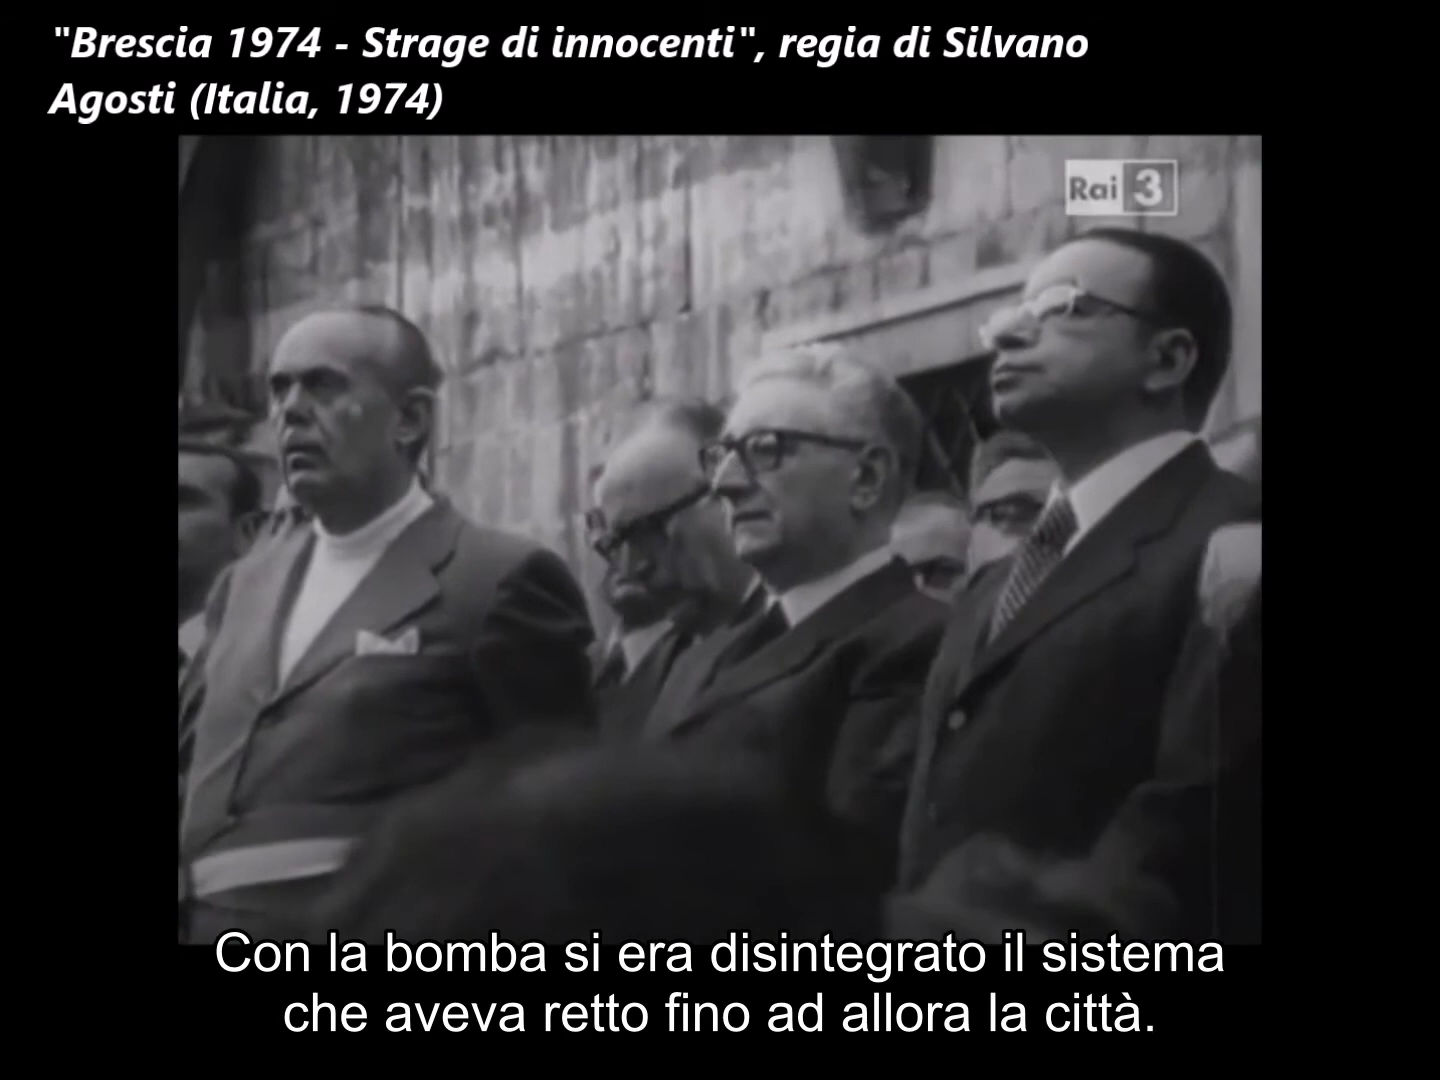 "Brescia 1974 - Strage di innocenti", regia di Silvano
Agosti (Italia, 1974)
Rai 3
Con la bomba si era disintegrato il sistema
che aveva retto fino ad allora la città.